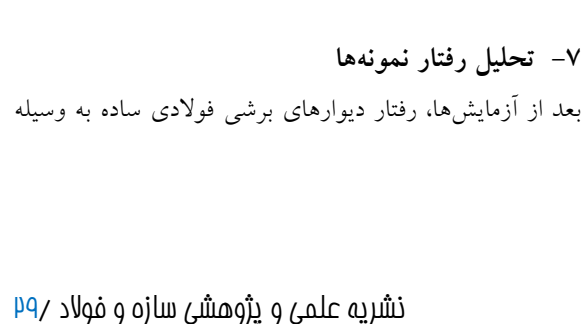 ۷- تحلیل رفتار نمونه‌ها
بعد از آزمایش‌ها، رفتار دیوارهای برشی فولادی ساده به وسیله
نشریه علمی و پژوهشی سازه و فولاد /۲۹